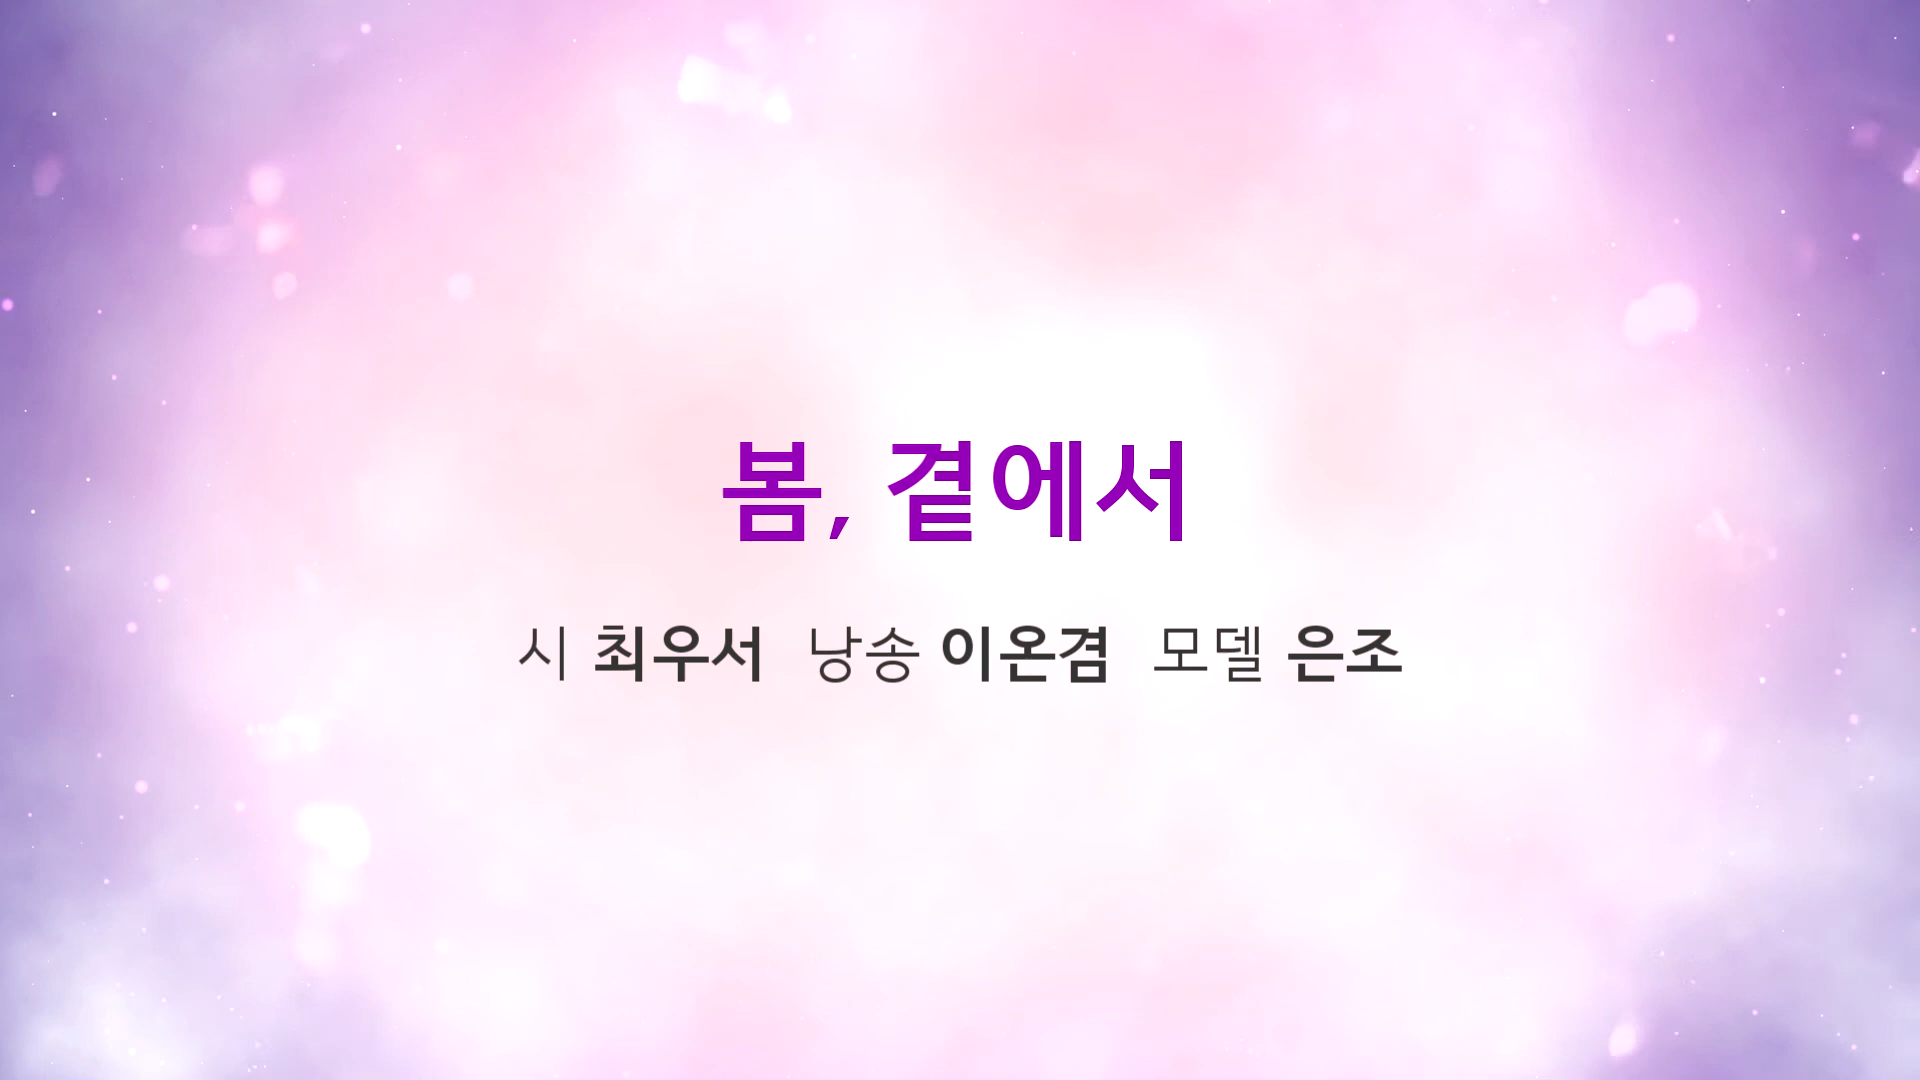 봄, 곁에서
시 최우서 낭송 이온겸 모델 은조